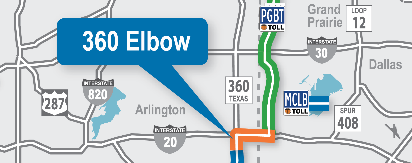 PGBT
TOLL
Grand
Prairie
LOOP
12
360 Elbow
INTERSTATE
30
Dallas
INTERSTATE
820
287
360
TEXAS
MCLB
TOLL
Arlington
SPUR
408
INTERSTATE
20